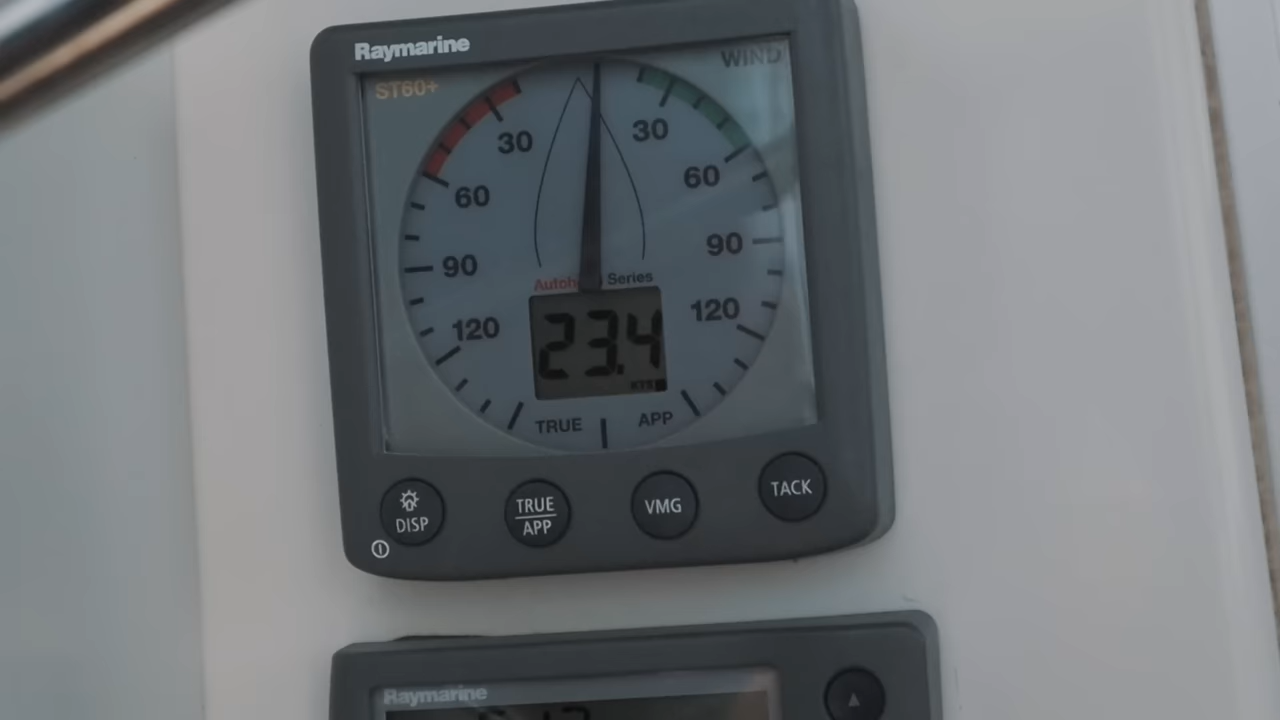 Raymarine
WIND
ST60+
30 30
60 60
90 90
Series
120 120
23.4
KTS
TRUE APP
DISP
TRUE
APP
VMG
TACK
Raymarine